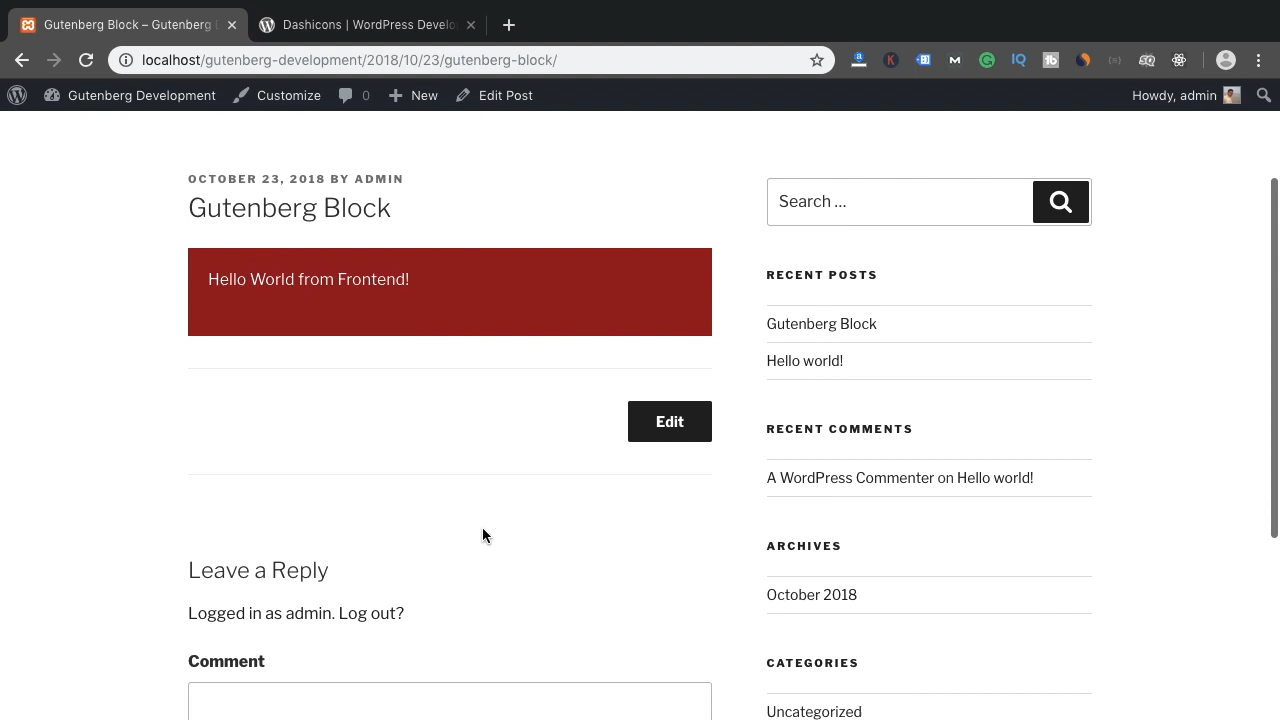 Gutenberg Block – Gutenberg
Dashicons | WordPress Develo
localhost/gutenberg-development/2018/10/23/gutenberg-block/
Gutenberg Development
Customize
0
New
Edit Post
Howdy, admin
OCTOBER 23, 2018 BY ADMIN
Gutenberg Block
Hello World from Frontend!
Edit
Leave a Reply
Logged in as admin. Log out?
Comment
Search …
RECENT POSTS
Gutenberg Block
Hello world!
RECENT COMMENTS
A WordPress Commenter on Hello world!
ARCHIVES
October 2018
CATEGORIES
Uncategorized